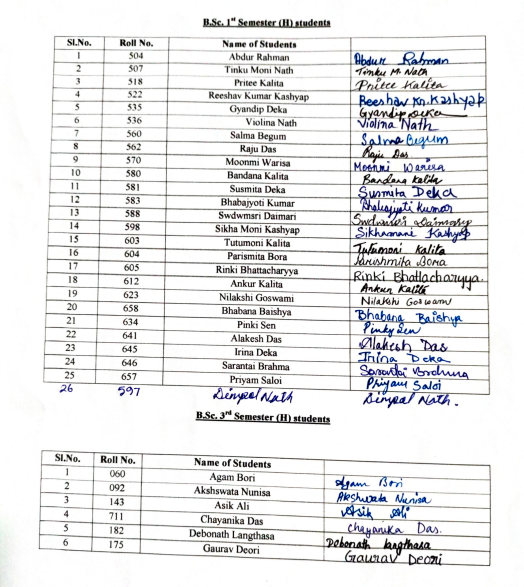 B.Sc. 1st Semester (H) students
Sl.No. Roll No. Name of Students
1 504 Abdur Rahman Abdur Rahman
2 507 Tinku Moni Nath Tinku M. Nath
3 518 Pritee Kalita Pritee Kalita
4 522 Reeshav Kumar Kashyap Reeshav Kr. Kashyap
5 535 Gyandip Deka Gyandip Deka
6 536 Violina Nath Violina Nath
7 560 Salma Begum Salma Begum
8 562 Raju Das Raju Das
9 570 Moonmi Warisa Moonmi Warisa
10 580 Bandana Kalita Bandana Kalita
11 581 Susmita Deka Susmita Deka
12 583 Bhabajyoti Kumar Bhabajyoti Kumar
13 588 Swdwmsri Daimari Swdwmsri Daimary
14 598 Sikha Moni Kashyap Sikhamani Kashyap
15 603 Tutumoni Kalita Tutumoni Kalita
16 604 Parismita Bora Parishmita Bora
17 605 Rinki Bhattacharyya Rinki Bhattacharyya.
18 612 Ankur Kalita Ankur Kalita
19 623 Nilakshi Goswami Nilakshi Goswami
20 658 Bhabana Baishya Bhabana Baishya
21 634 Pinki Sen Pinky Sen
22 641 Alakesh Das Alakesh Das
23 645 Irina Deka Irina Deka
24 646 Sarantai Brahma Sarantai Brahma
25 657 Priyam Saloi Priyam Saloi
26 597 Dimpal Nath Dimpal Nath.
B.Sc. 3rd Semester (H) students
Sl.No. Roll No. Name of Students
1 060 Agam Bori Agam Bori
2 092 Akshswata Nunisa Akshwata Nunisa
3 143 Asik Ali Asik Ali
4 711 Chayanika Das Chayanika Das.
5 182 Debonath Langthasa Debonath langthasa
6 175 Gaurav Deori Gaurav Deori